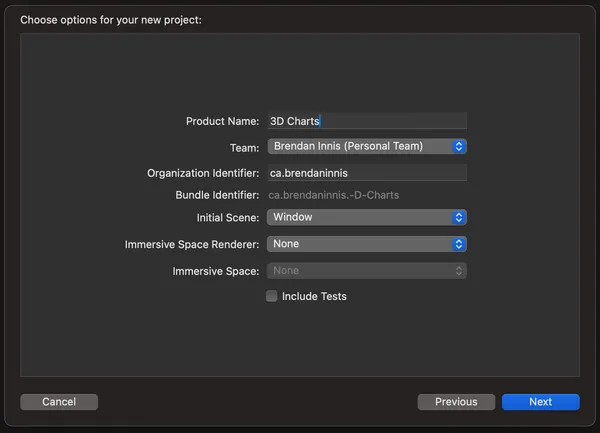 Choose options for your new project:
Product Name: 3D Charts
Team: Brendan Innis (Personal Team)
Organization Identifier: ca.brendaninnis
Bundle Identifier: ca.brendaninnis.-D-Charts
Initial Scene: Window
Immersive Space Renderer: None
Immersive Space: None
Include Tests
Cancel Previous Next